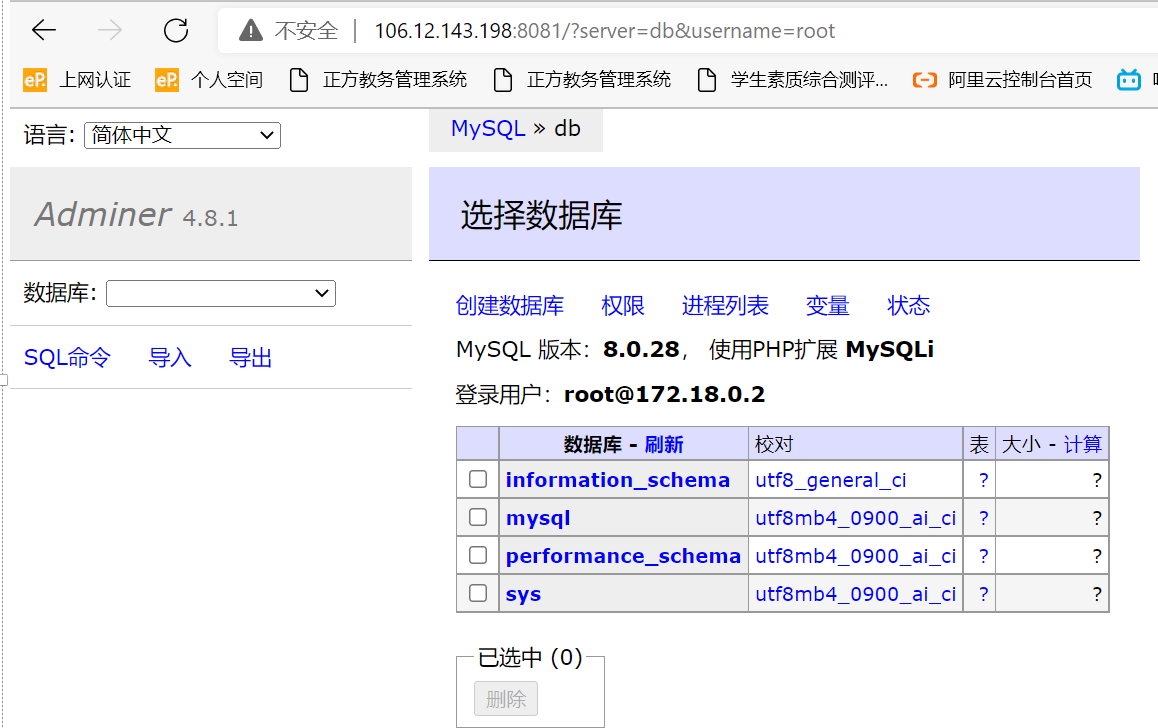 不安全 | 106.12.143.198:8081/?server=db&username=root
eP. 上网认证 eP. 个人空间 正方教务管理系统 正方教务管理系统 学生素质综合测评... 阿里云控制台首页
语言: 简体中文
MySQL » db
Adminer 4.8.1
选择数据库
数据库:
SQL命令 导入 导出
创建数据库 权限 进程列表 变量 状态
MySQL 版本：8.0.28， 使用PHP扩展 MySQLi
登录用户：root@172.18.0.2
数据库 - 刷新 校对 表 大小 - 计算
information_schema utf8_general_ci ? ?
mysql utf8mb4_0900_ai_ci ? ?
performance_schema utf8mb4_0900_ai_ci ? ?
sys utf8mb4_0900_ai_ci ? ?
已选中 (0)
删除